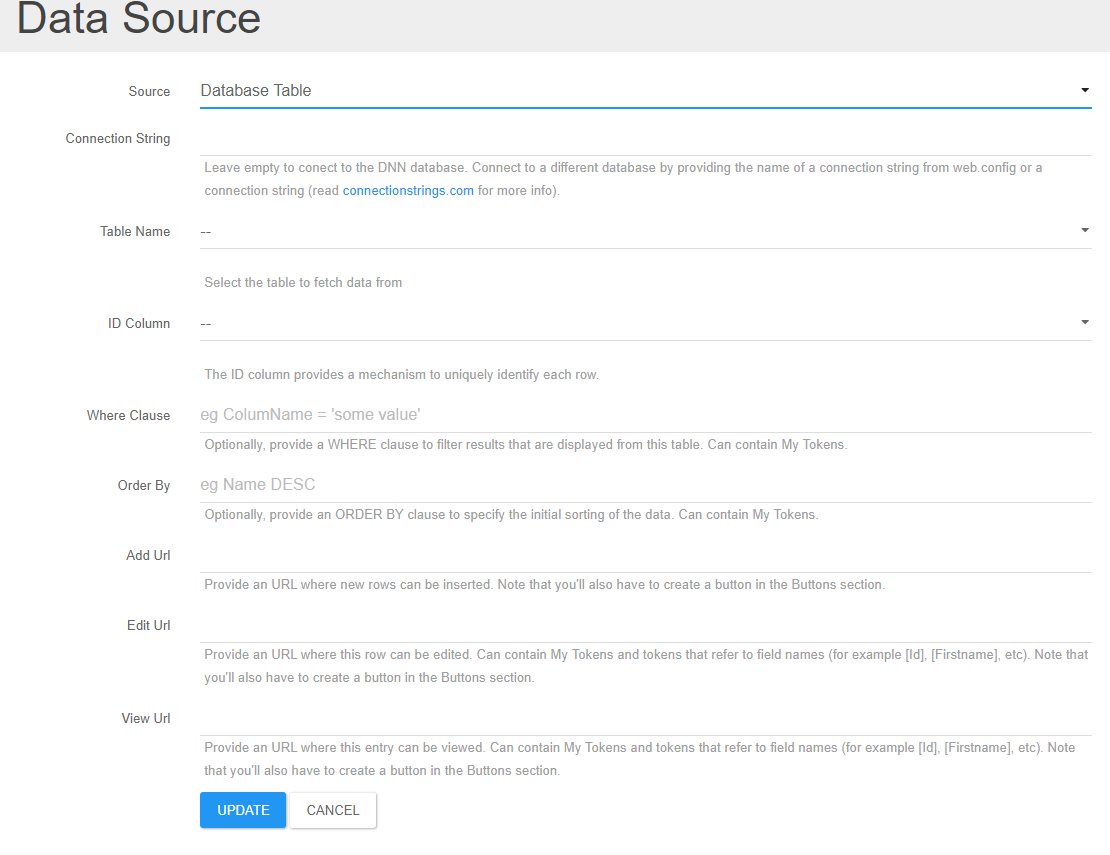 Data Source
Source
Database Table
Connection String
Leave empty to conect to the DNN database. Connect to a different database by providing the name of a connection string from web.config or a
connection string (read connectionstrings.com for more info).
Table Name
--
Select the table to fetch data from
ID Column
--
The ID column provides a mechanism to uniquely identify each row.
Where Clause
eg ColumName = 'some value'
Optionally, provide a WHERE clause to filter results that are displayed from this table. Can contain My Tokens.
Order By
eg Name DESC
Optionally, provide an ORDER BY clause to specify the initial sorting of the data. Can contain My Tokens.
Add Url
Provide an URL where new rows can be inserted. Note that you'll also have to create a button in the Buttons section.
Edit Url
Provide an URL where this row can be edited. Can contain My Tokens and tokens that refer to field names (for example [Id], [Firstname], etc). Note that
you'll also have to create a button in the Buttons section.
View Url
Provide an URL where this entry can be viewed. Can contain My Tokens and tokens that refer to field names (for example [Id], [Firstname], etc). Note
that you'll also have to create a button in the Buttons section.
UPDATE
CANCEL